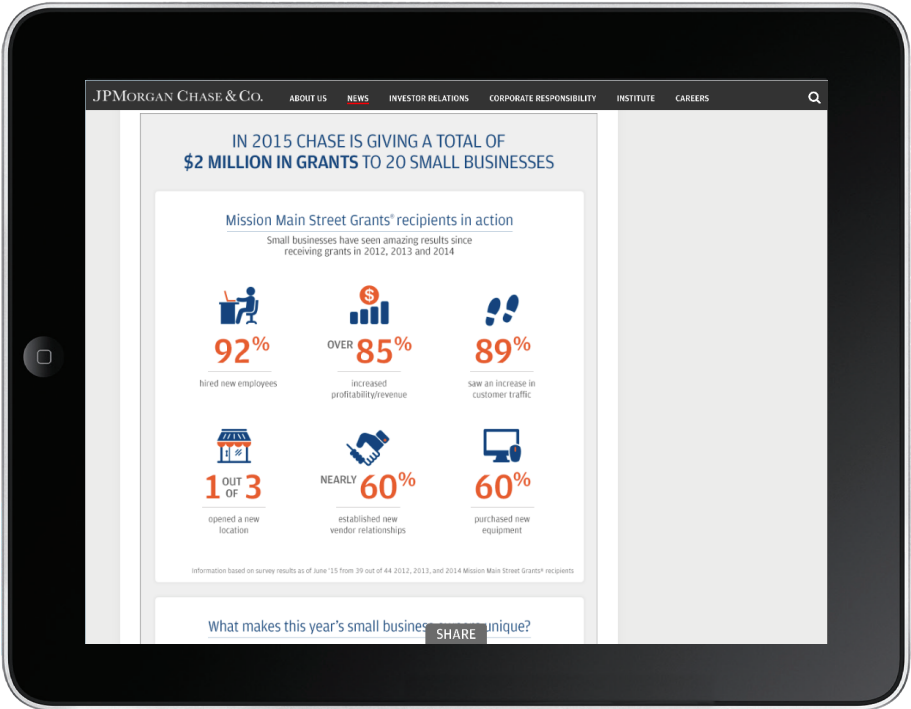 JPMORGAN CHASE & CO. ABOUT US NEWS INVESTOR RELATIONS CORPORATE RESPONSIBILITY INSTITUTE CAREERS
IN 2015 CHASE IS GIVING A TOTAL OF
$2 MILLION IN GRANTS TO 20 SMALL BUSINESSES
Mission Main Street Grants® recipients in action
Small businesses have seen amazing results since
receiving grants in 2012, 2013 and 2014
$
92%
hired new employees
OVER 85%
increased
profitability/revenue
89%
saw an increase in
customer traffic
1 OUT OF 3
opened a new
location
NEARLY 60%
established new
vendor relationships
60%
purchased new
equipment
Information based on survey results as of June '15 from 39 out of 44 2012, 2013, and 2014 Mission Main Street Grants® recipients
What makes this year's small business unique?
SHARE